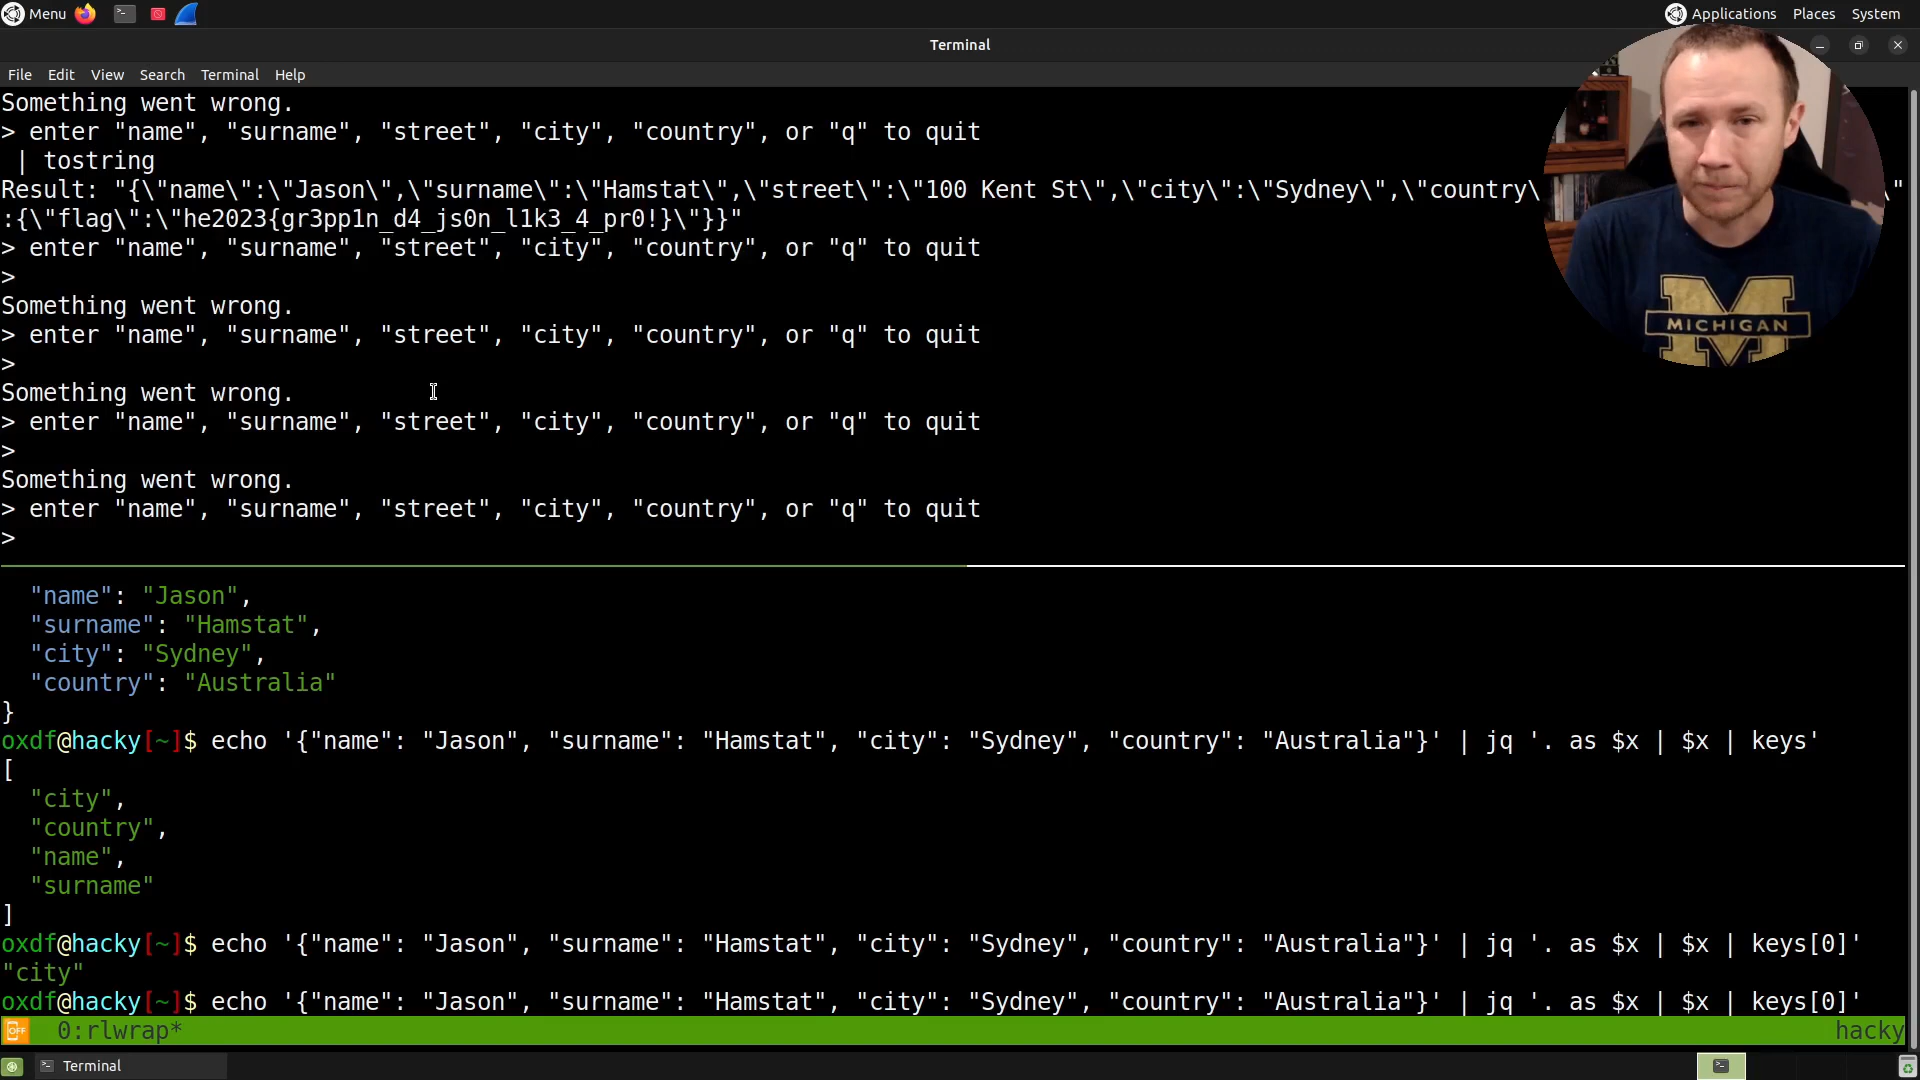 Menu
Applications Places System
Terminal
File Edit View Search Terminal Help
Something went wrong.
> enter "name", "surname", "street", "city", "country", or "q" to quit
 | tostring
Result: "{\"name\":\"Jason\",\"surname\":\"Hamstat\",\"street\":\"100 Kent St\",\"city\":\"Sydney\",\"country\ \"
:{\"flag\":\"he2023{gr3pp1n_d4_js0n_l1k3_4_pr0!}\"}}"
> enter "name", "surname", "street", "city", "country", or "q" to quit
>
Something went wrong.
> enter "name", "surname", "street", "city", "country", or "q" to quit
>
Something went wrong.
> enter "name", "surname", "street", "city", "country", or "q" to quit
>
Something went wrong.
> enter "name", "surname", "street", "city", "country", or "q" to quit
>
MICHIGAN
"name": "Jason",
"surname": "Hamstat",
"city": "Sydney",
"country": "Australia"
}
oxdf@hacky[~]$ echo '{"name": "Jason", "surname": "Hamstat", "city": "Sydney", "country": "Australia"}' | jq '. as $x | $x | keys'
[
"city",
"country",
"name",
"surname"
]
oxdf@hacky[~]$ echo '{"name": "Jason", "surname": "Hamstat", "city": "Sydney", "country": "Australia"}' | jq '. as $x | $x | keys[0]'
"city"
oxdf@hacky[~]$ echo '{"name": "Jason", "surname": "Hamstat", "city": "Sydney", "country": "Australia"}' | jq '. as $x | $x | keys[0]'
OFF 0:rlwrap* hacky
Terminal